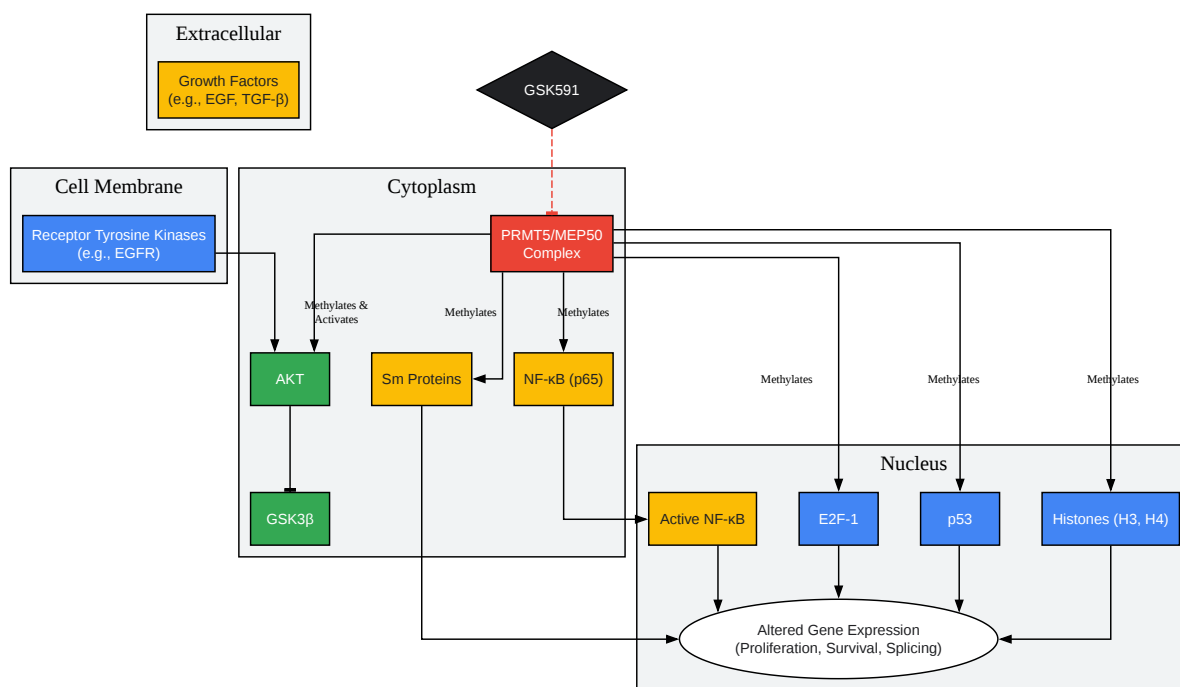 Extracellular
Growth Factors
(e.g., EGF, TGF-β)
GSK591
Cell Membrane
Receptor Tyrosine Kinases
(e.g., EGFR)
Cytoplasm
PRMT5/MEP50
Complex
Methylates &
Activates
Methylates
Methylates
AKT
Sm Proteins
NF-κB (p65)
Methylates
Methylates
Methylates
GSK3β
Nucleus
Active NF-κB
E2F-1
p53
Histones (H3, H4)
Altered Gene Expression
(Proliferation, Survival, Splicing)